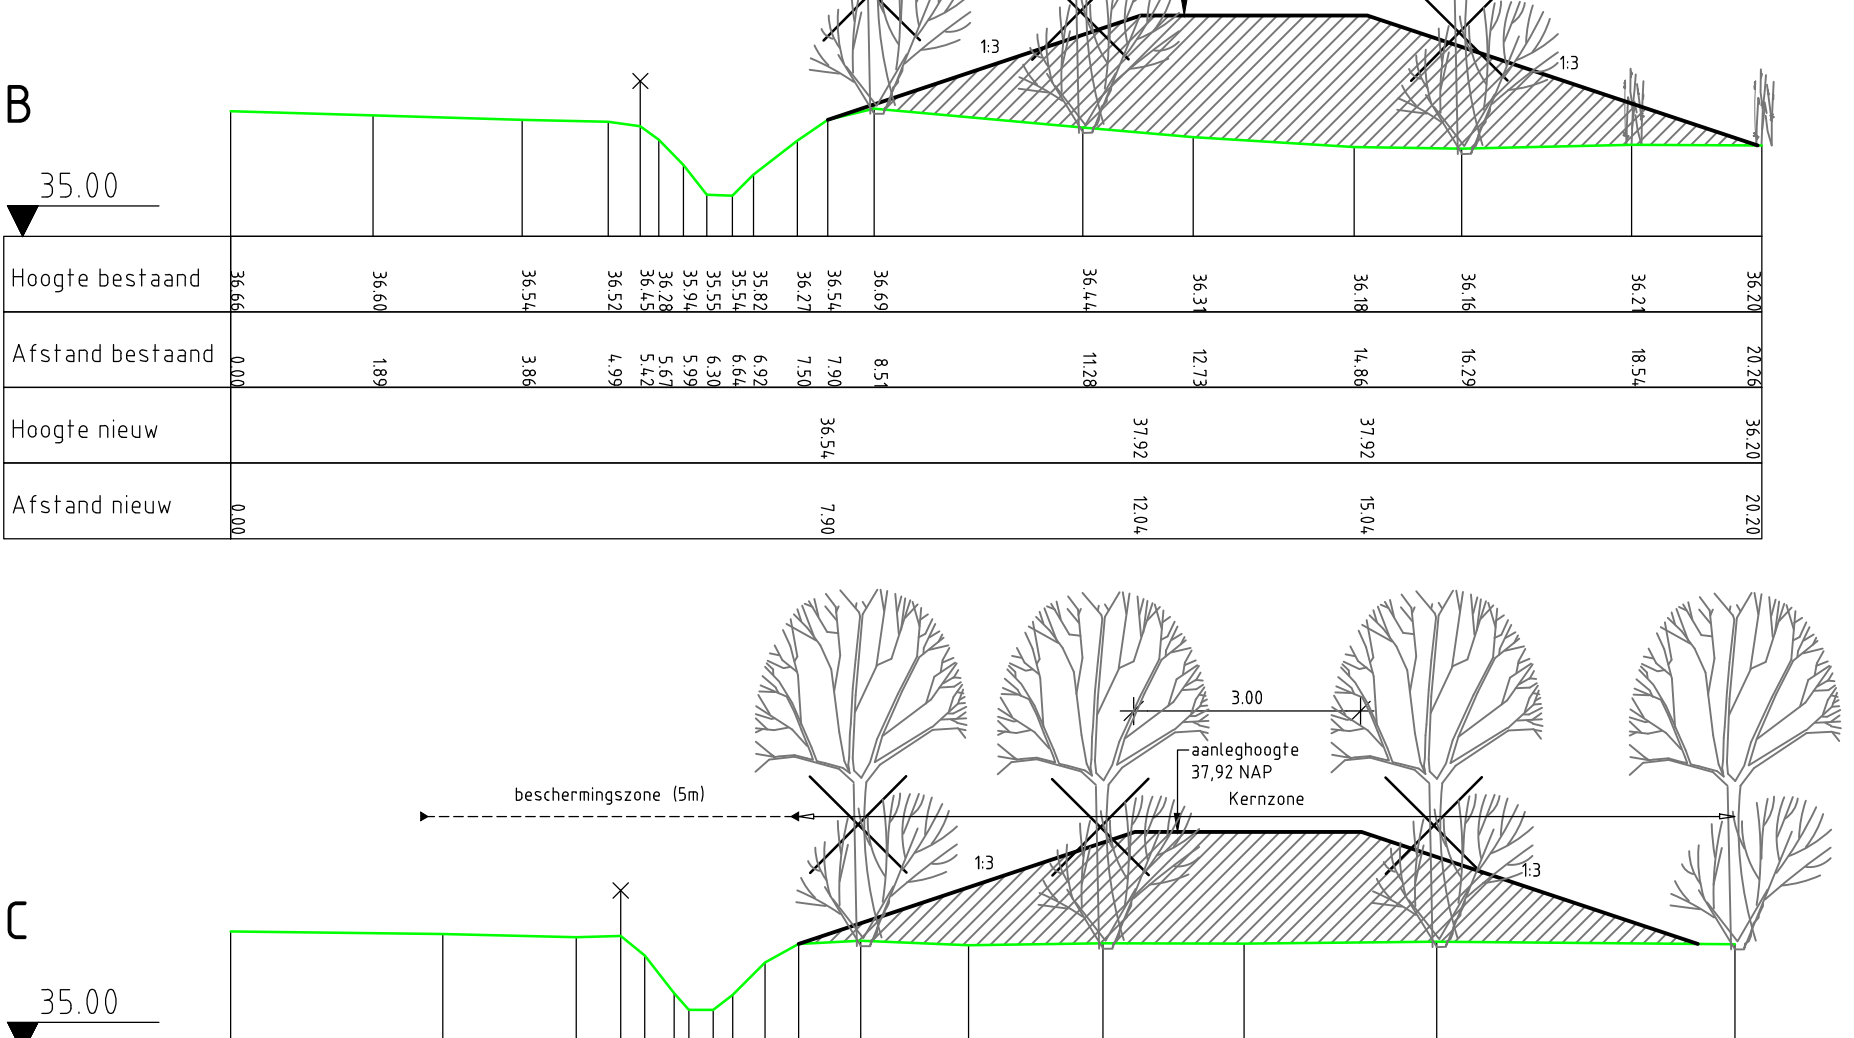 1:3
1:3
B
35.00
Hoogte bestaand 36.66 36.60 36.54 36.52 36.45 36.28 35.94 35.55 35.54 35.82 36.27 36.54 36.69 36.44 36.31 36.18 36.16 36.21 36.20
Afstand bestaand 0.00 1.89 3.86 4.99 5.42 5.67 5.99 6.30 6.64 6.92 7.50 7.90 8.51 11.28 12.73 14.86 16.29 18.54 20.26
Hoogte nieuw 36.54 37.92 37.92 36.20
Afstand nieuw 0.00 7.90 12.04 15.04 20.20
3.00
aanleghoogte
37,92 NAP
beschermingszone (5m)
Kernzone
1:3
1:3
C
35.00